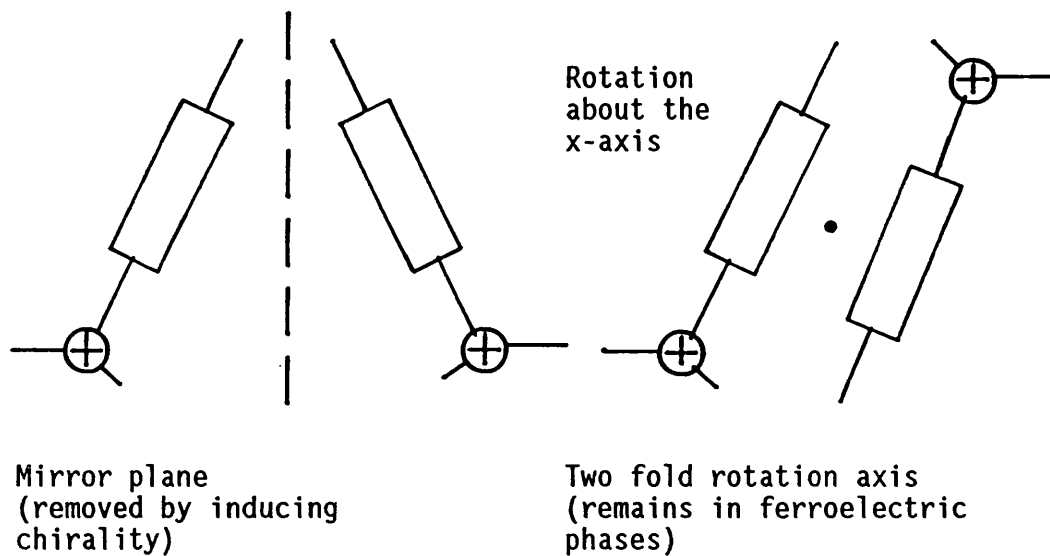 Rotation
about the
x-axis
Mirror plane
(removed by inducing
chirality)
Two fold rotation axis
(remains in ferroelectric
phases)